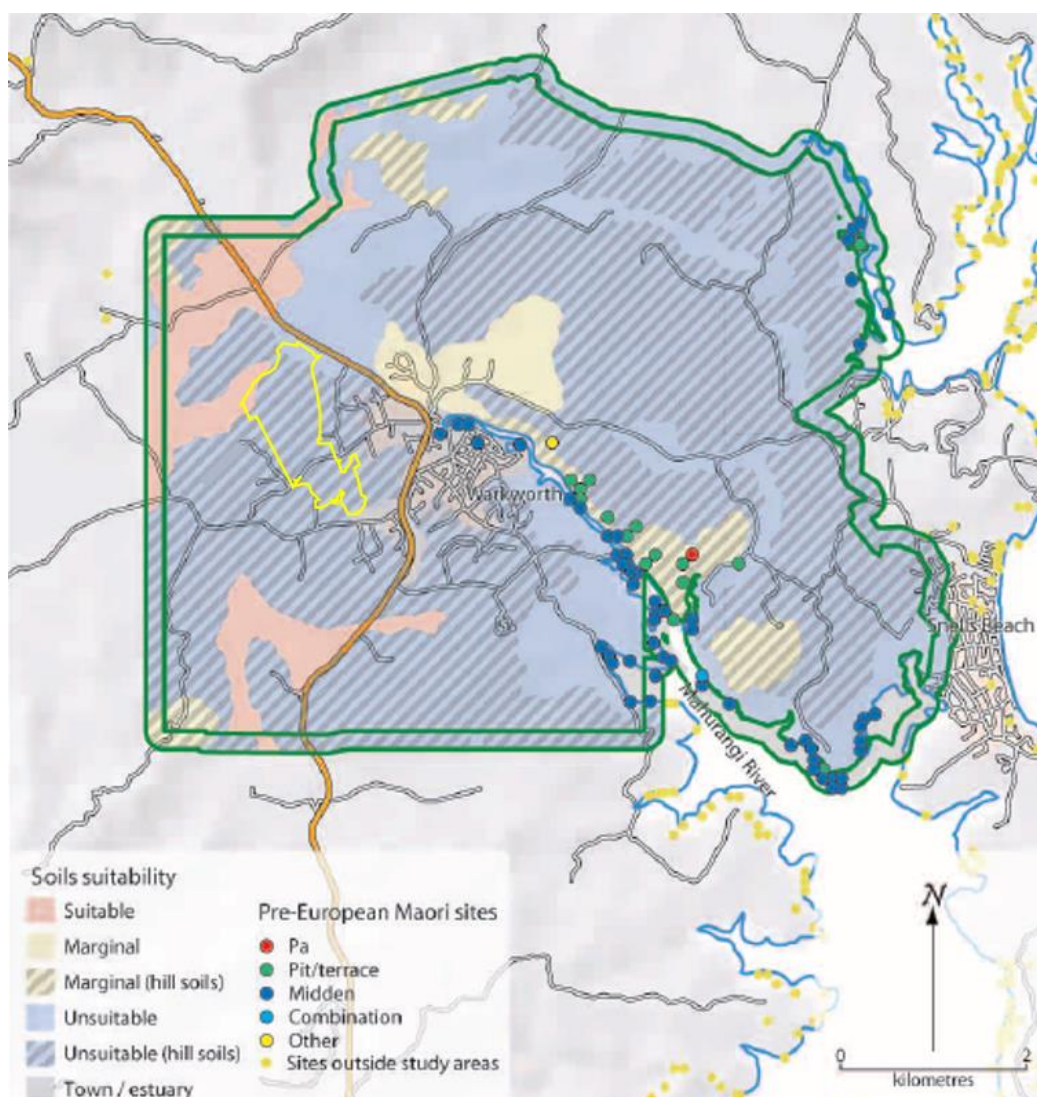 Warkworth
Snells Beach
Mahurangi River
Soils suitability
Suitable
Marginal
Marginal (hill soils)
Unsuitable
Unsuitable (hill soils)
Town / estuary
Pre-European Maori sites
Pa
Pit/terrace
Midden
Combination
Other
Sites outside study areas
N
0 2
kilometres